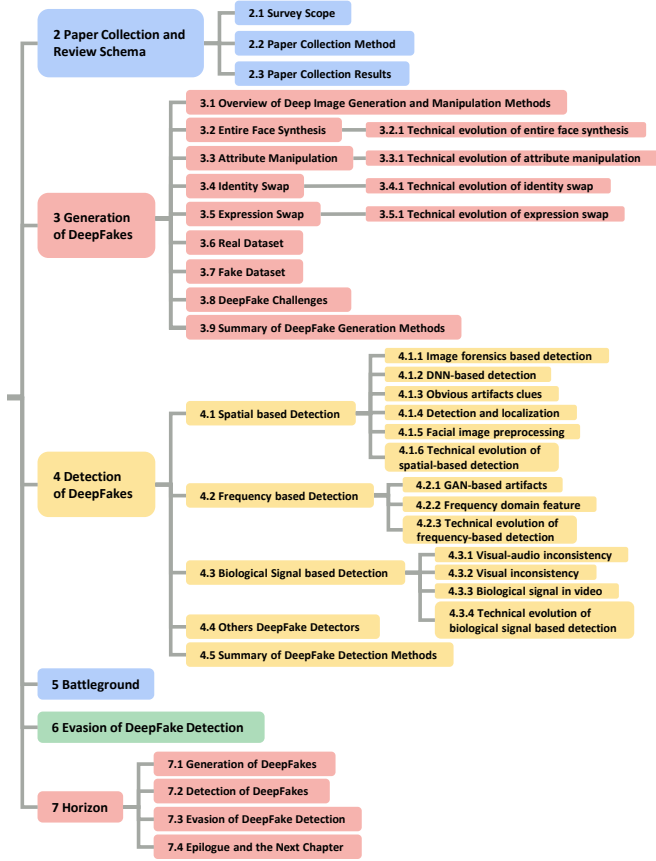 2 Paper Collection and
Review Schema
2.1 Survey Scope
2.2 Paper Collection Method
2.3 Paper Collection Results
3 Generation
of DeepFakes
3.1 Overview of Deep Image Generation and Manipulation Methods
3.2 Entire Face Synthesis
3.2.1 Technical evolution of entire face synthesis
3.3 Attribute Manipulation
3.3.1 Technical evolution of attribute manipulation
3.4 Identity Swap
3.4.1 Technical evolution of identity swap
3.5 Expression Swap
3.5.1 Technical evolution of expression swap
3.6 Real Dataset
3.7 Fake Dataset
3.8 DeepFake Challenges
3.9 Summary of DeepFake Generation Methods
4 Detection
of DeepFakes
4.1 Spatial based Detection
4.1.1 Image forensics based detection
4.1.2 DNN-based detection
4.1.3 Obvious artifacts clues
4.1.4 Detection and localization
4.1.5 Facial image preprocessing
4.1.6 Technical evolution of
spatial-based detection
4.2 Frequency based Detection
4.2.1 GAN-based artifacts
4.2.2 Frequency domain feature
4.2.3 Technical evolution of
frequency-based detection
4.3 Biological Signal based Detection
4.3.1 Visual-audio inconsistency
4.3.2 Visual inconsistency
4.3.3 Biological signal in video
4.3.4 Technical evolution of
biological signal based detection
4.4 Others DeepFake Detectors
4.5 Summary of DeepFake Detection Methods
5 Battleground
6 Evasion of DeepFake Detection
7 Horizon
7.1 Generation of DeepFakes
7.2 Detection of DeepFakes
7.3 Evasion of DeepFake Detection
7.4 Epilogue and the Next Chapter